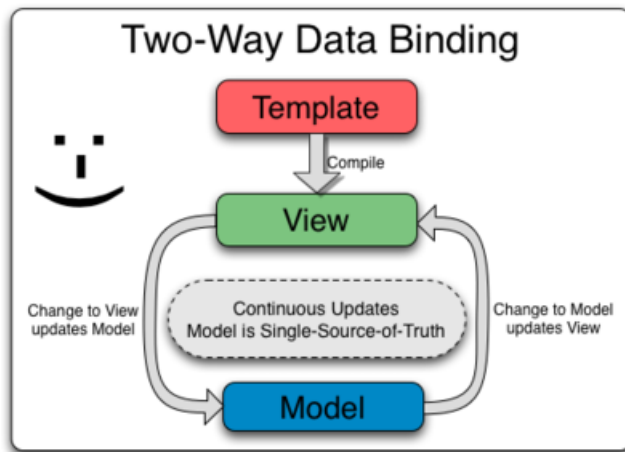 Two-Way Data Binding
Template
Compile
View
Change to View
updates Model
Continuous Updates
Model is Single-Source-of-Truth
Change to Model
updates View
Model